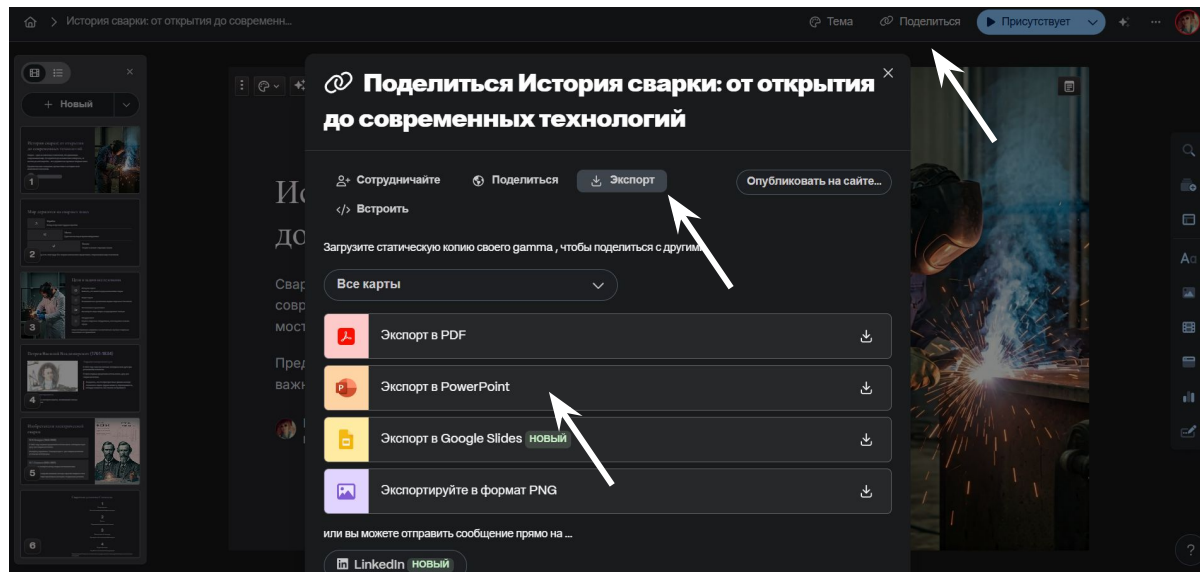 История сварки: от открытия до современн...
Тема
Поделиться
Присутствует
+ Новый
Поделиться История сварки: от открытия
до современных технологий
Сотрудничайте
Поделиться
Экспорт
Опубликовать на сайте...
</> Встроить
Загрузите статическую копию своего gamma , чтобы поделиться с другими
Все карты
Экспорт в PDF
Экспорт в PowerPoint
Экспорт в Google Slides НОВЫЙ
Экспортируйте в формат PNG
или вы можете отправить сообщение прямо на ...
LinkedIn НОВЫЙ
1
2
3
4
5
6
Ис
до
Свар
совр
мост
Пред
важн
Aa
?